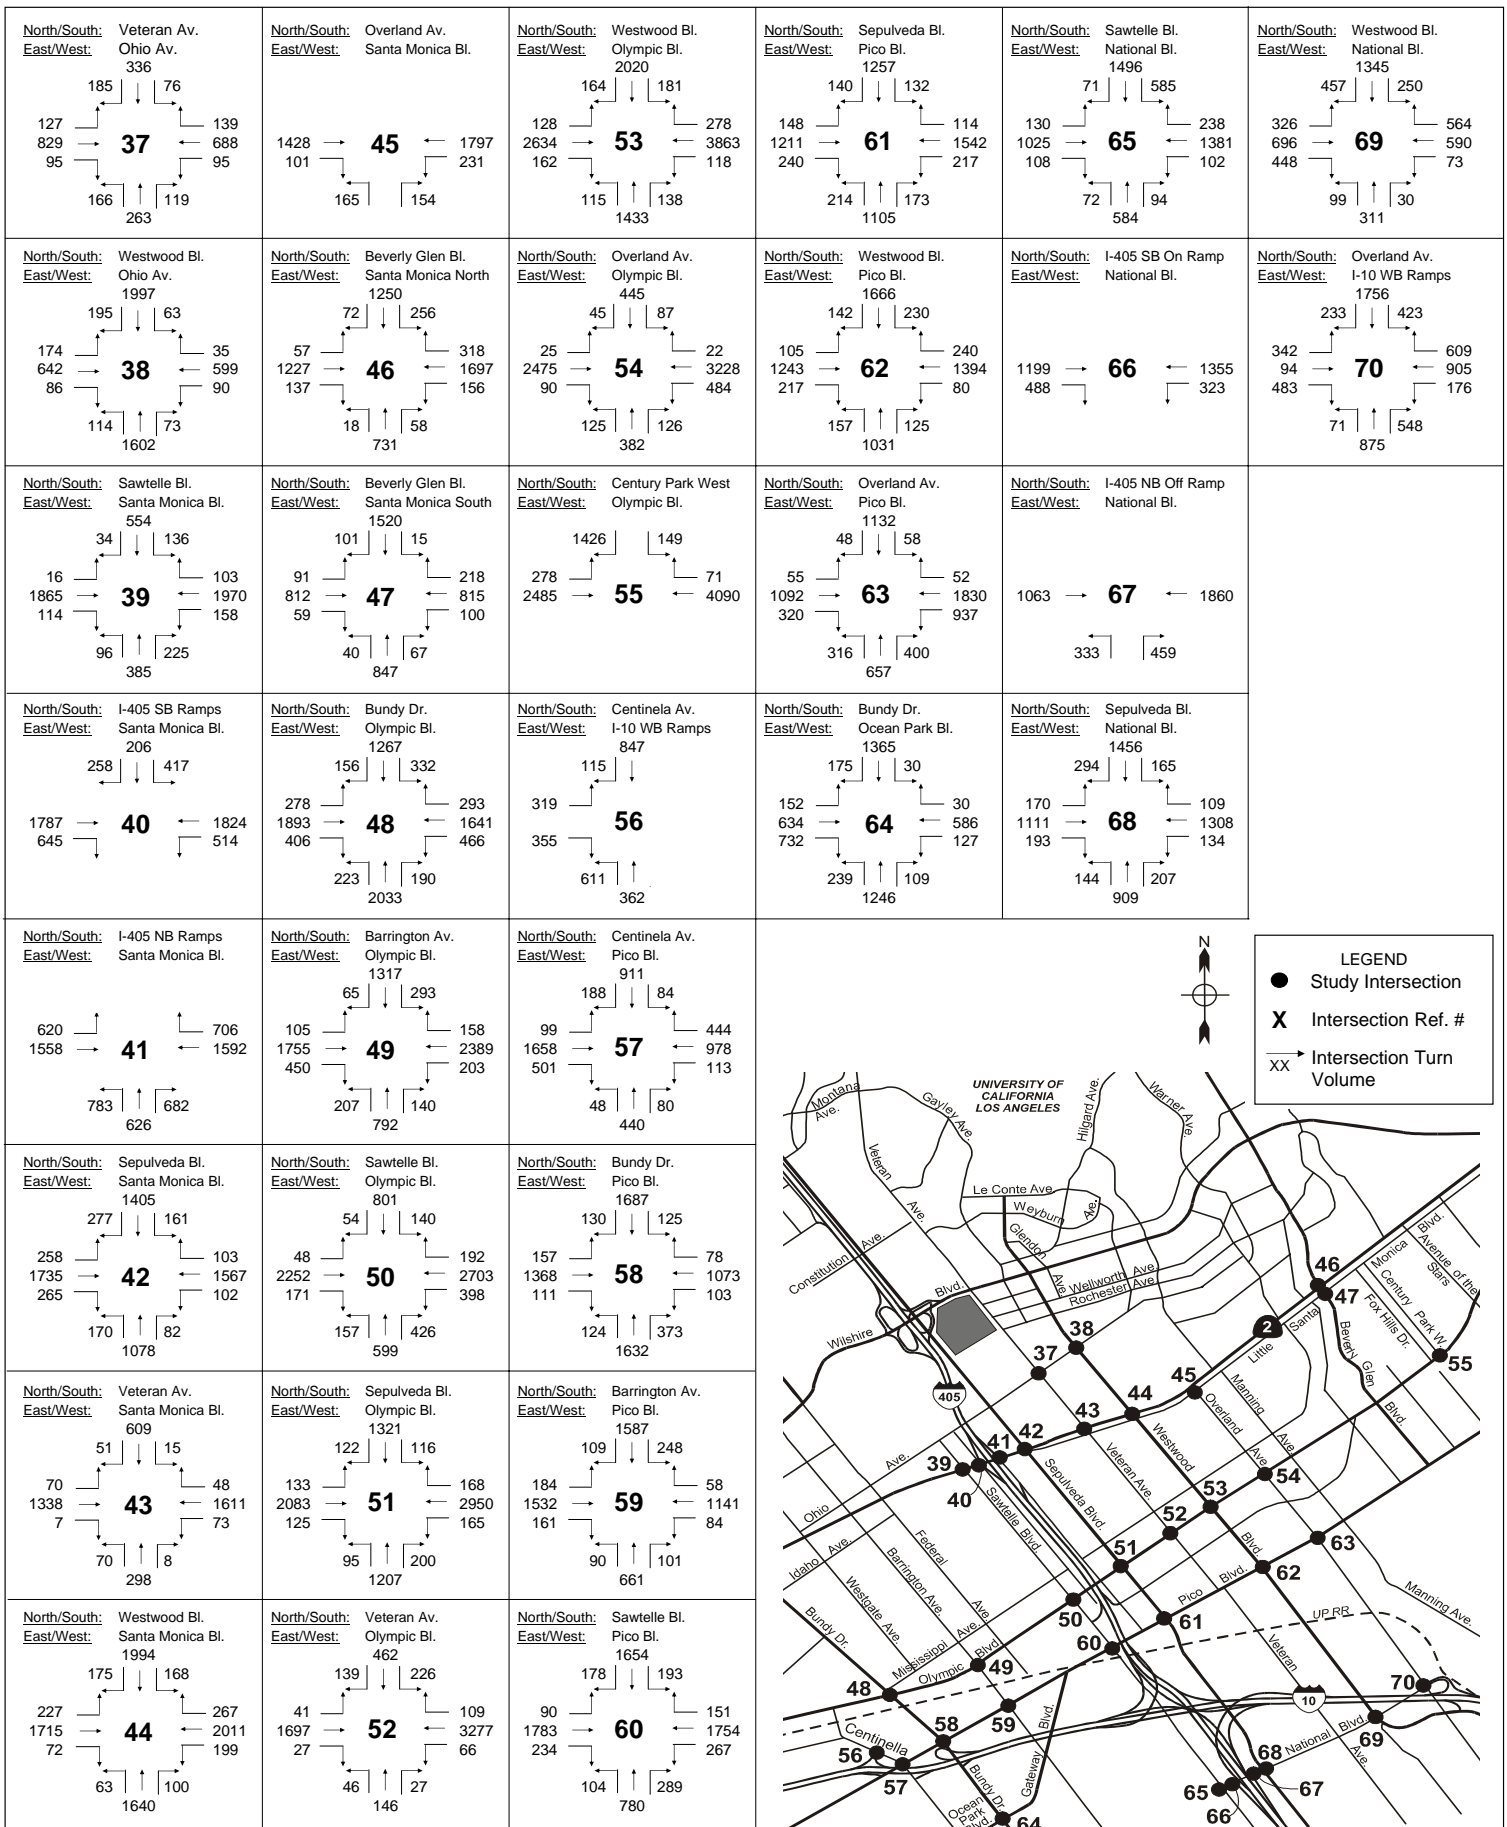 North/South: Veteran Av.
East/West: Ohio Av.
336
185 76
127 139
829 37 688
95 95
166 119
263
North/South: Overland Av.
East/West: Santa Monica Bl.
1428 45 1797
101 231
165 154
North/South: Westwood Bl.
East/West: Olympic Bl.
2020
164 181
128 278
2634 53 3863
162 118
115 138
1433
North/South: Sepulveda Bl.
East/West: Pico Bl.
1257
140 132
148 114
1211 61 1542
240 217
214 173
1105
North/South: Sawtelle Bl.
East/West: National Bl.
1496
71 585
130 238
1025 65 1381
108 102
72 94
584
North/South: Westwood Bl.
East/West: National Bl.
1345
457 250
326 564
696 69 590
448 73
99 30
311
North/South: Westwood Bl.
East/West: Ohio Av.
1997
195 63
174 35
642 38 599
86 90
114 73
1602
North/South: Beverly Glen Bl.
East/West: Santa Monica North
1250
72 256
57 318
1227 46 1697
137 156
18 58
731
North/South: Overland Av.
East/West: Olympic Bl.
445
45 87
25 22
2475 54 3228
90 484
125 126
382
North/South: Westwood Bl.
East/West: Pico Bl.
1666
142 230
105 240
1243 62 1394
217 80
157 125
1031
North/South: I-405 SB On Ramp
East/West: National Bl.
1199 66 1355
488 323
North/South: Overland Av.
East/West: I-10 WB Ramps
1756
233 423
342 609
94 70 905
483 176
71 548
875
North/South: Sawtelle Bl.
East/West: Santa Monica Bl.
554
34 136
16 103
1865 39 1970
114 158
96 225
385
North/South: Beverly Glen Bl.
East/West: Santa Monica South
1520
101 15
91 218
812 47 815
59 100
40 67
847
North/South: Century Park West
East/West: Olympic Bl.
1426 149
278 71
2485 55 4090
North/South: Overland Av.
East/West: Pico Bl.
1132
48 58
55 52
1092 63 1830
320 937
316 400
657
North/South: I-405 NB Off Ramp
East/West: National Bl.
1063 67 1860
333 459
North/South: I-405 SB Ramps
East/West: Santa Monica Bl.
206
258 417
1787 40 1824
645 514
North/South: Bundy Dr.
East/West: Olympic Bl.
1267
156 332
278 293
1893 48 1641
406 466
223 190
2033
North/South: Centinela Av.
East/West: I-10 WB Ramps
847
115
319
56
355
611
362
North/South: Bundy Dr.
East/West: Ocean Park Bl.
1365
175 30
152 30
634 64 586
732 127
239 109
1246
North/South: Sepulveda Bl.
East/West: National Bl.
1456
294 165
170 109
1111 68 1308
193 134
144 207
909
North/South: I-405 NB Ramps
East/West: Santa Monica Bl.
620 706
1558 41 1592
783 682
626
North/South: Barrington Av.
East/West: Olympic Bl.
1317
65 293
105 158
1755 49 2389
450 203
207 140
792
North/South: Centinela Av.
East/West: Pico Bl.
911
188 84
99 444
1658 57 978
501 113
48 80
440
North/South: Sepulveda Bl.
East/West: Santa Monica Bl.
1405
277 161
258 103
1735 42 1567
265 102
170 82
1078
North/South: Sawtelle Bl.
East/West: Olympic Bl.
801
54 140
48 192
2252 50 2703
171 398
157 426
599
North/South: Bundy Dr.
East/West: Pico Bl.
1687
130 125
157 78
1368 58 1073
111 103
124 373
1632
North/South: Veteran Av.
East/West: Santa Monica Bl.
609
51 15
70 48
1338 43 1611
7 73
70 8
298
North/South: Sepulveda Bl.
East/West: Olympic Bl.
1321
122 116
133 168
2083 51 2950
125 165
95 200
1207
North/South: Barrington Av.
East/West: Pico Bl.
1587
109 248
184 58
1532 59 1141
161 84
90 101
661
North/South: Westwood Bl.
East/West: Santa Monica Bl.
1994
175 168
227 267
1715 44 2011
72 199
63 100
1640
North/South: Veteran Av.
East/West: Olympic Bl.
462
139 226
41 109
1697 52 3277
27 66
46 27
146
North/South: Sawtelle Bl.
East/West: Pico Bl.
1654
178 193
90 151
1783 60 1754
234 267
104 289
780
N
LEGEND
Study Intersection
X Intersection Ref. #
XX Intersection Turn
Volume
UNIVERSITY OF
CALIFORNIA
LOS ANGELES
Montana
Ave.
Gayley Ave.
Hilgard Ave.
Warner Ave.
Veteran
Ave.
Le Conte Ave.
Weyburn
Ave.
Glendon
Ave.
Constitution Ave.
Wellworth Ave.
Rochester Ave.
Wilshire
Blvd.
Monica
Blvd.
Avenue of the
Stars
Century Park W.
Fox Hills Dr.
46
47
2
Santa
Little
Beverly
Glen
Blvd.
55
38
37
45
44
43
42
41
39
40
405
Manning
Ave.
Overland
Ave.
Westwood
Blvd.
Veteran Ave.
Sepulveda Blvd.
Sawtelle Blvd.
Ohio
Ave.
Idaho Ave.
Federal
Ave.
Barrington Ave.
Westgate Ave.
Bundy Dr.
Mississippi Ave.
Olympic Blvd.
54
53
52
51
50
49
48
63
62
61
60
Pico Blvd.
Manning Ave.
UP RR
Veteran
Ave.
10
70
69
National Blvd.
68
67
66
65
59
58
57
56
Centinella
Bundy Dr.
Gateway Blvd.
Ocean
Park
Blvd.
64